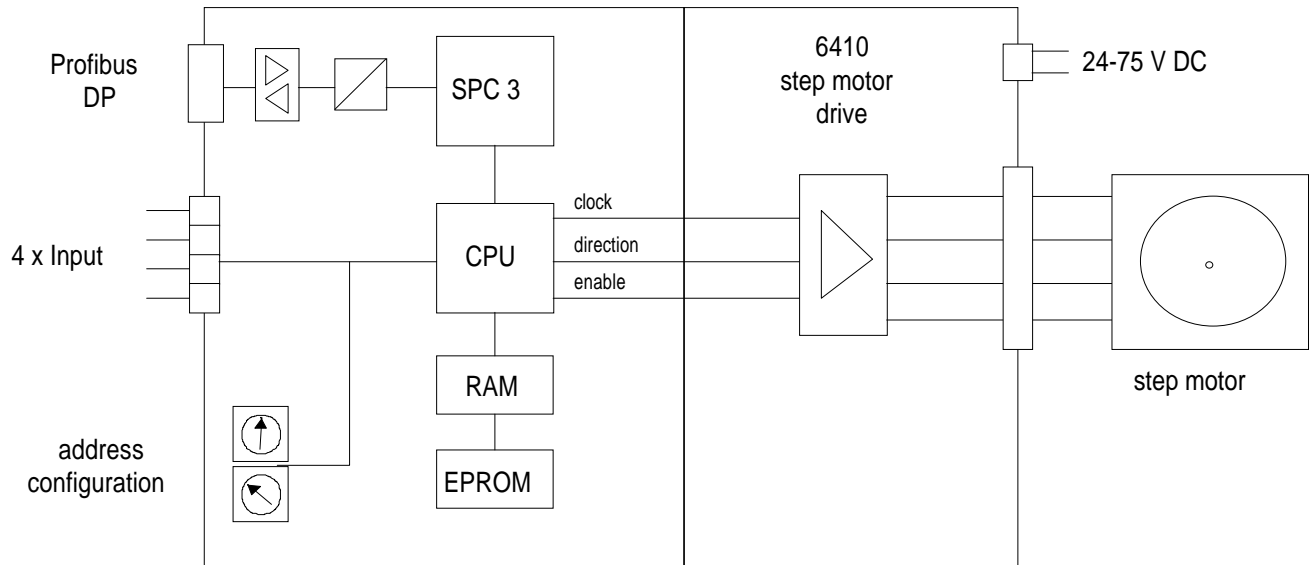 Profibus
DP
SPC 3
6410
step motor
drive
24-75 V DC
4 x Input
CPU
clock
direction
enable
RAM
EPROM
address
configuration
step motor